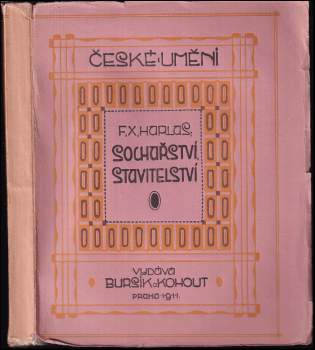 ČESKÉ UMĚNÍ
F. X. HARLAS,
SOCHAŘSTVÍ,
STAVITELSTVÍ
VYDÁVÁ
BURSÍK & KOHOUT
PRAHA 1911.